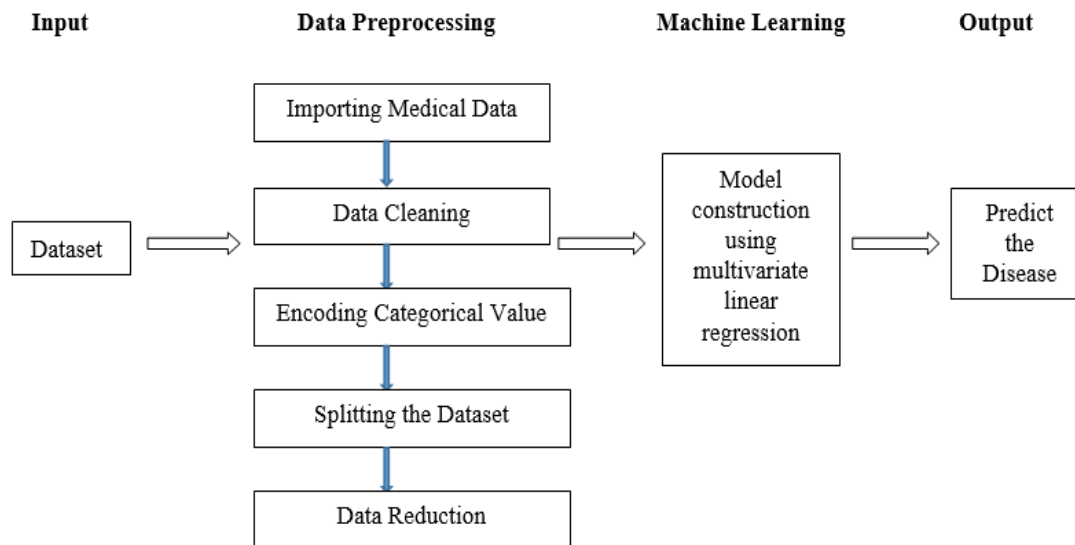 Input
Data Preprocessing
Machine Learning
Output
Dataset
Importing Medical Data
Data Cleaning
Encoding Categorical Value
Splitting the Dataset
Data Reduction
Model
construction
using
multivariate
linear
regression
Predict
the
Disease